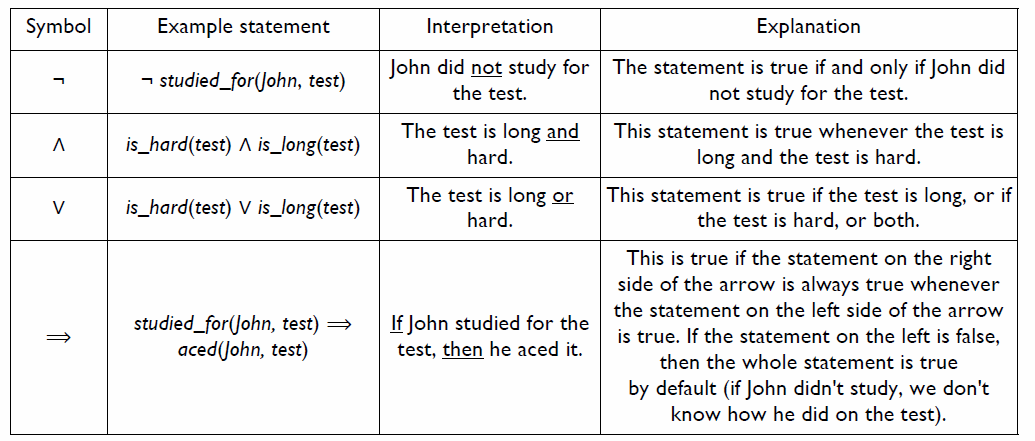 Symbol Example statement Interpretation Explanation
¬ ¬ studied_for(John, test) John did not study for
the test. The statement is true if and only if John did
not study for the test.
∧ is_hard(test) ∧ is_long(test) The test is long and
hard. This statement is true whenever the test is
long and the test is hard.
∨ is_hard(test) ∨ is_long(test) The test is long or
hard. This statement is true if the test is long, or if
the test is hard, or both.
⟹ studied_for(John, test) ⟹
aced(John, test)
If John studied for the
test, then he aced it.
This is true if the statement on the right
side of the arrow is always true whenever
the statement on the left side of the arrow
is true. If the statement on the left is false,
then the whole statement is true
by default (if John didn't study, we don't
know how he did on the test).